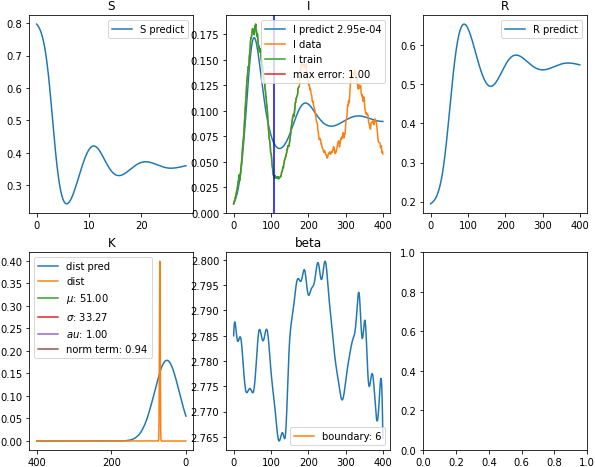 S
I
R
S predict
I predict 2.95e-04
I data
I train
max error: 1.00
R predict
0.8
0.7
0.6
0.5
0.4
0.3
0 10 20
0.175
0.150
0.125
0.100
0.075
0.050
0.025
0.000
0 100 200 300 400
0.6
0.5
0.4
0.3
0.2
0 100 200 300 400
K
beta
dist pred
dist
μ: 51.00
σ: 33.27
au: 1.00
norm term: 0.94
0.40
0.35
0.30
0.25
0.20
0.15
0.10
0.05
0.00
400 200 0
2.800
2.795
2.790
2.785
2.780
2.775
2.770
2.765
boundary: 6
0 100 200 300 400
1.0
0.8
0.6
0.4
0.2
0.0
0.0 0.2 0.4 0.6 0.8 1.0